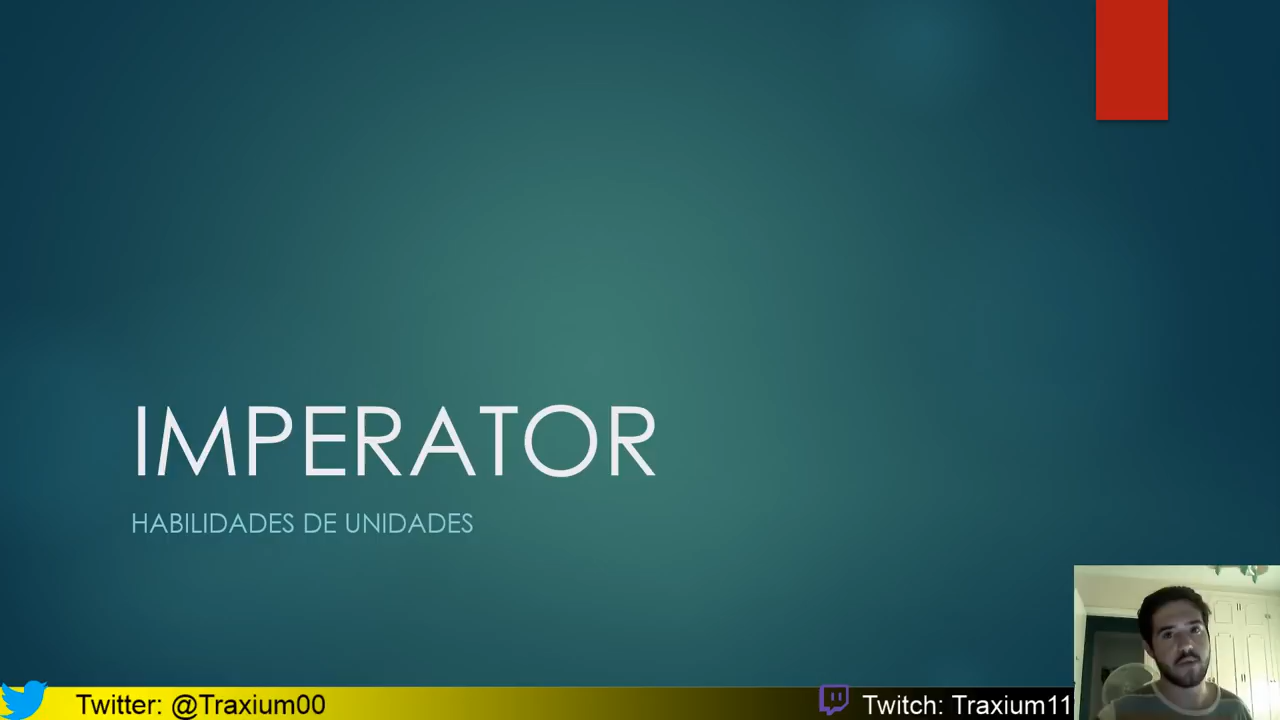 IMPERATOR
HABILIDADES DE UNIDADES
Twitter: @Traxium00
Twitch: Traxium11